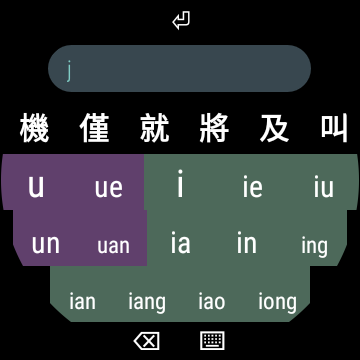 j
機 僅 就 將 及 叫
u ue i ie iu
un uan ia in ing
ian iang iao iong